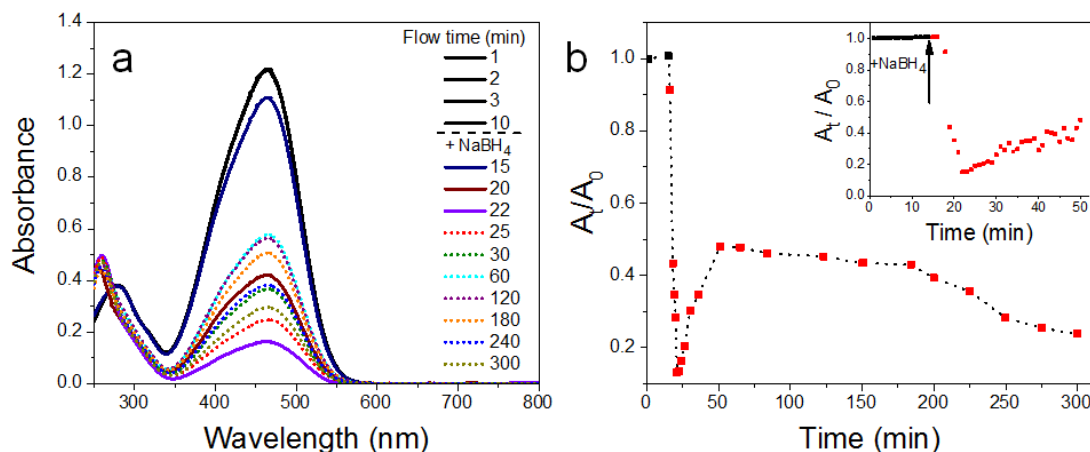 a
Absorbance
1.4
1.2
1.0
0.8
0.6
0.4
0.2
0.0
300 400 500 600 700 800
Wavelength (nm)
Flow time (min)
1
2
3
10
+ NaBH4
15
20
22
25
30
60
120
180
240
300
b
At/A0
1.0
0.8
0.6
0.4
0.2
0 50 100 150 200 250 300
Time (min)
At / A0
1.0
0.8
0.6
0.4
0.2
0.0
+NaBH4
0 10 20 30 40 50
Time (min)